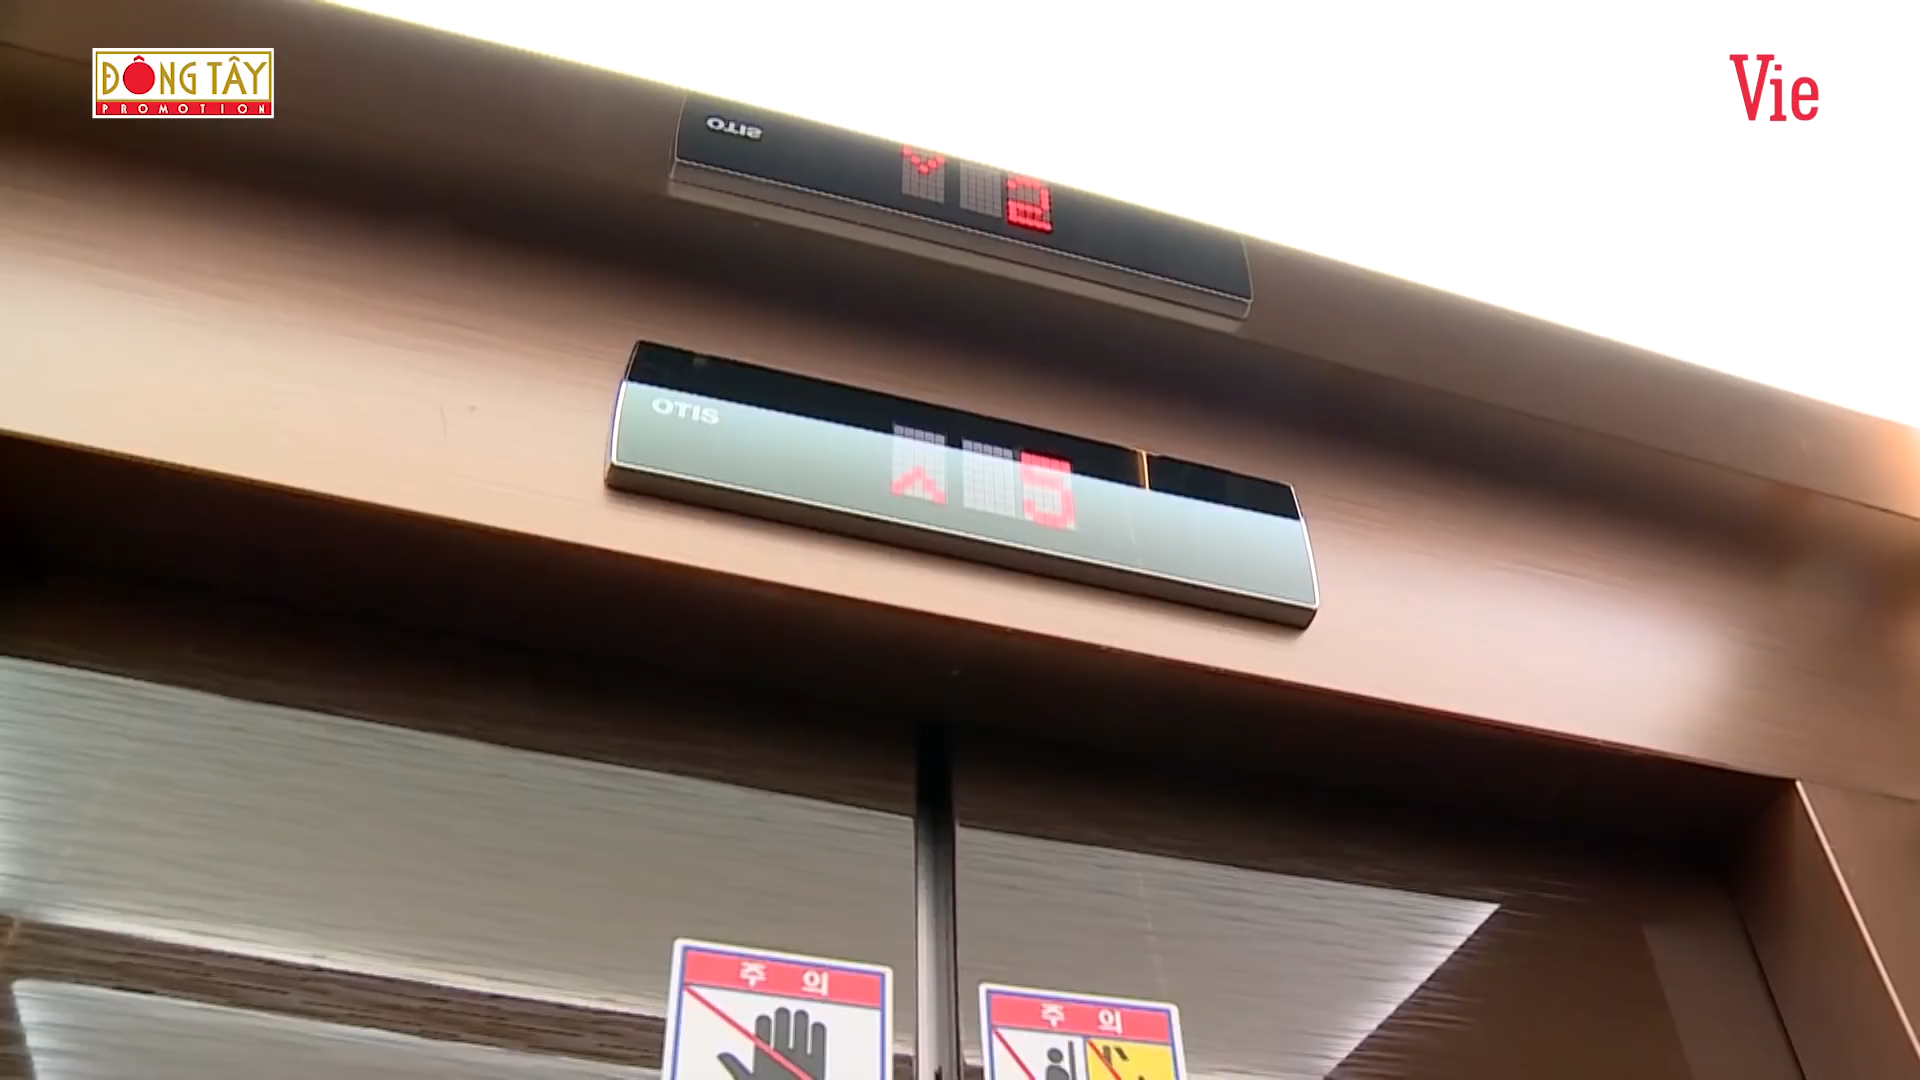 ĐÔNG TÂY
PROMOTION
Vie
OTIS
OTIS
5
주 의
주 의